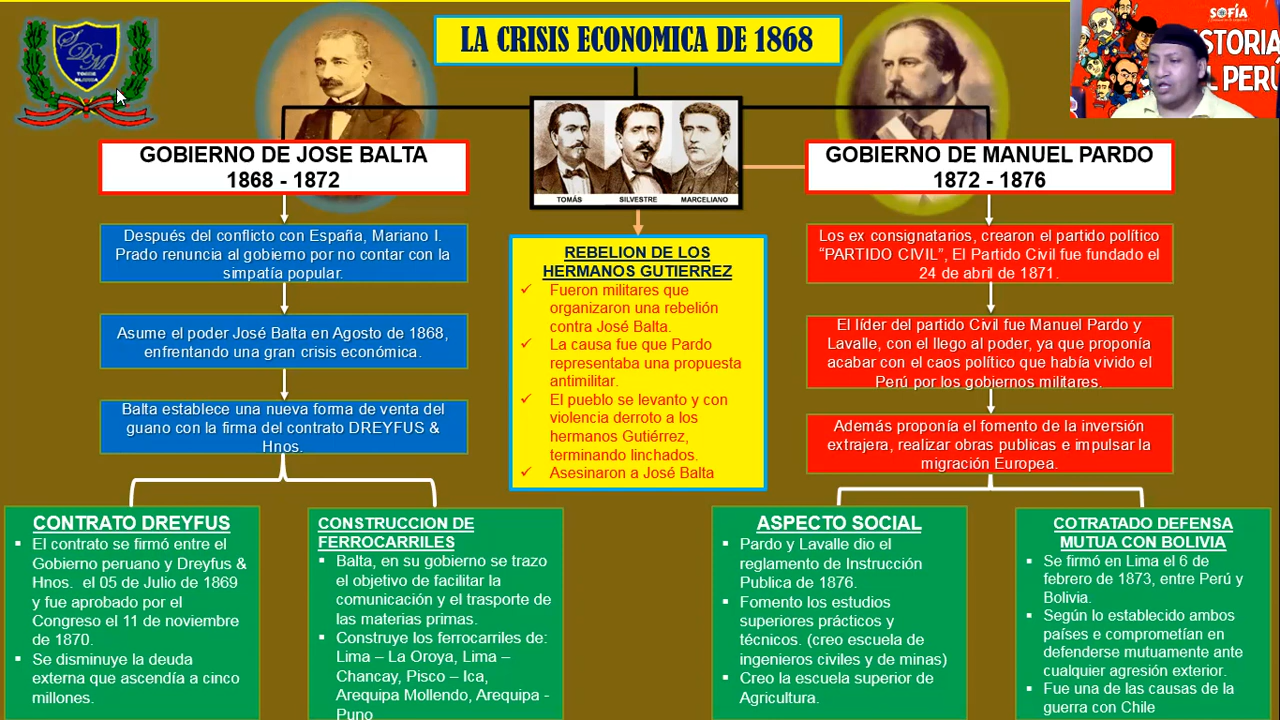 LA CRISIS ECONOMICA DE 1868
SOFÍA
STORIA
L PERÚ
SDM
GOBIERNO DE JOSE BALTA
1868 - 1872
Después del conflicto con España, Mariano I.
Prado renuncia al gobierno por no contar con la
simpatía popular.
Asume el poder José Balta en Agosto de 1868,
enfrentando una gran crisis económica.
Balta establece una nueva forma de venta del
guano con la firma del contrato DREYFUS &
Hnos.
CONTRATO DREYFUS
▪ El contrato se firmó entre el
Gobierno peruano y Dreyfus &
Hnos. el 05 de Julio de 1869
y fue aprobado por el
Congreso el 11 de noviembre
de 1870.
▪ Se disminuye la deuda
externa que ascendía a cinco
millones.
CONSTRUCCION DE
FERROCARRILES
▪ Balta, en su gobierno se trazo
el objetivo de facilitar la
comunicación y el trasporte de
las materias primas.
▪ Construye los ferrocarriles de:
Lima – La Oroya, Lima –
Chancay, Pisco – Ica,
Arequipa Mollendo, Arequipa -
Puno
TOMÁS SILVESTRE MARCELIANO
REBELION DE LOS
HERMANOS GUTIERREZ
✓ Fueron militares que
organizaron una rebelión
contra José Balta.
✓ La causa fue que Pardo
representaba una propuesta
antimilitar.
✓ El pueblo se levanto y con
violencia derroto a los
hermanos Gutiérrez,
terminando linchados.
✓ Asesinaron a José Balta
GOBIERNO DE MANUEL PARDO
1872 - 1876
Los ex consignatarios, crearon el partido político
“PARTIDO CIVIL”, El Partido Civil fue fundado el
24 de abril de 1871.
El líder del partido Civil fue Manuel Pardo y
Lavalle, con el llego al poder, ya que proponía
acabar con el caos político que había vivido el
Perú por los gobiernos militares.
Además proponía el fomento de la inversión
extrajera, realizar obras publicas e impulsar la
migración Europea.
ASPECTO SOCIAL
▪ Pardo y Lavalle dio el
reglamento de Instrucción
Publica de 1876.
▪ Fomento los estudios
superiores prácticos y
técnicos. (creo escuela de
ingenieros civiles y de minas)
▪ Creo la escuela superior de
Agricultura.
COTRATADO DEFENSA
MUTUA CON BOLIVIA
▪ Se firmó en Lima el 6 de
febrero de 1873, entre Perú y
Bolivia.
▪ Según lo establecido ambos
países e comprometían en
defenderse mutuamente ante
cualquier agresión exterior.
▪ Fue una de las causas de la
guerra con Chile